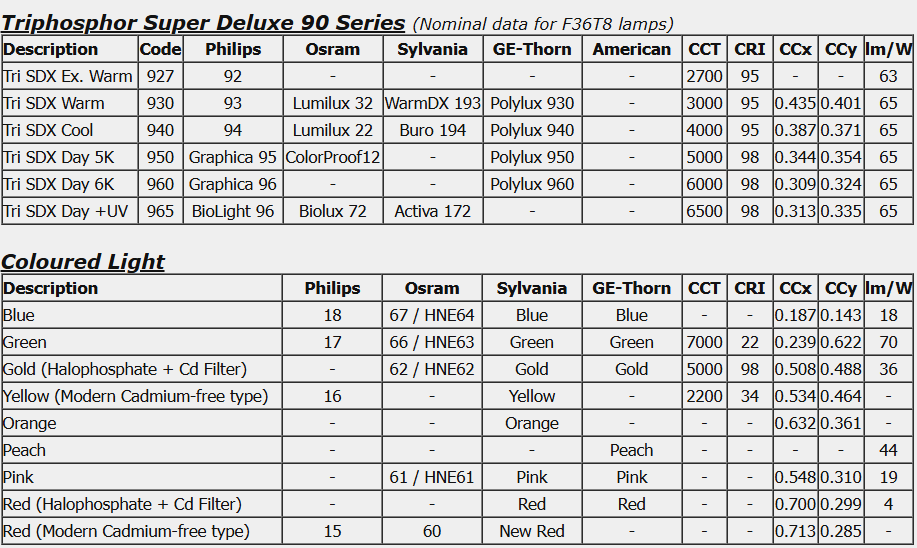 Triphosphor Super Deluxe 90 Series (Nominal data for F36T8 lamps)
Description Code Philips Osram Sylvania GE-Thorn American CCT CRI CCx CCy lm/W
Tri SDX Ex. Warm 927 92 - - - - 2700 95 - - 63
Tri SDX Warm 930 93 Lumilux 32 WarmDX 193 Polylux 930 - 3000 95 0.435 0.401 65
Tri SDX Cool 940 94 Lumilux 22 Buro 194 Polylux 940 - 4000 95 0.387 0.371 65
Tri SDX Day 5K 950 Graphica 95 ColorProof12 - Polylux 950 - 5000 98 0.344 0.354 65
Tri SDX Day 6K 960 Graphica 96 - - Polylux 960 - 6000 98 0.309 0.324 65
Tri SDX Day +UV 965 BioLight 96 Biolux 72 Activa 172 - - 6500 98 0.313 0.335 65
Coloured Light
Description Philips Osram Sylvania GE-Thorn CCT CRI CCx CCy lm/W
Blue 18 67 / HNE64 Blue Blue - - 0.187 0.143 18
Green 17 66 / HNE63 Green Green 7000 22 0.239 0.622 70
Gold (Halophosphate + Cd Filter) - 62 / HNE62 Gold Gold 5000 98 0.508 0.488 36
Yellow (Modern Cadmium-free type) 16 - Yellow - 2200 34 0.534 0.464 -
Orange - - Orange - - - 0.632 0.361 -
Peach - - - Peach - - - - 44
Pink - 61 / HNE61 Pink Pink - - 0.548 0.310 19
Red (Halophosphate + Cd Filter) - - Red Red - - 0.700 0.299 4
Red (Modern Cadmium-free type) 15 60 New Red - - - 0.713 0.285 -